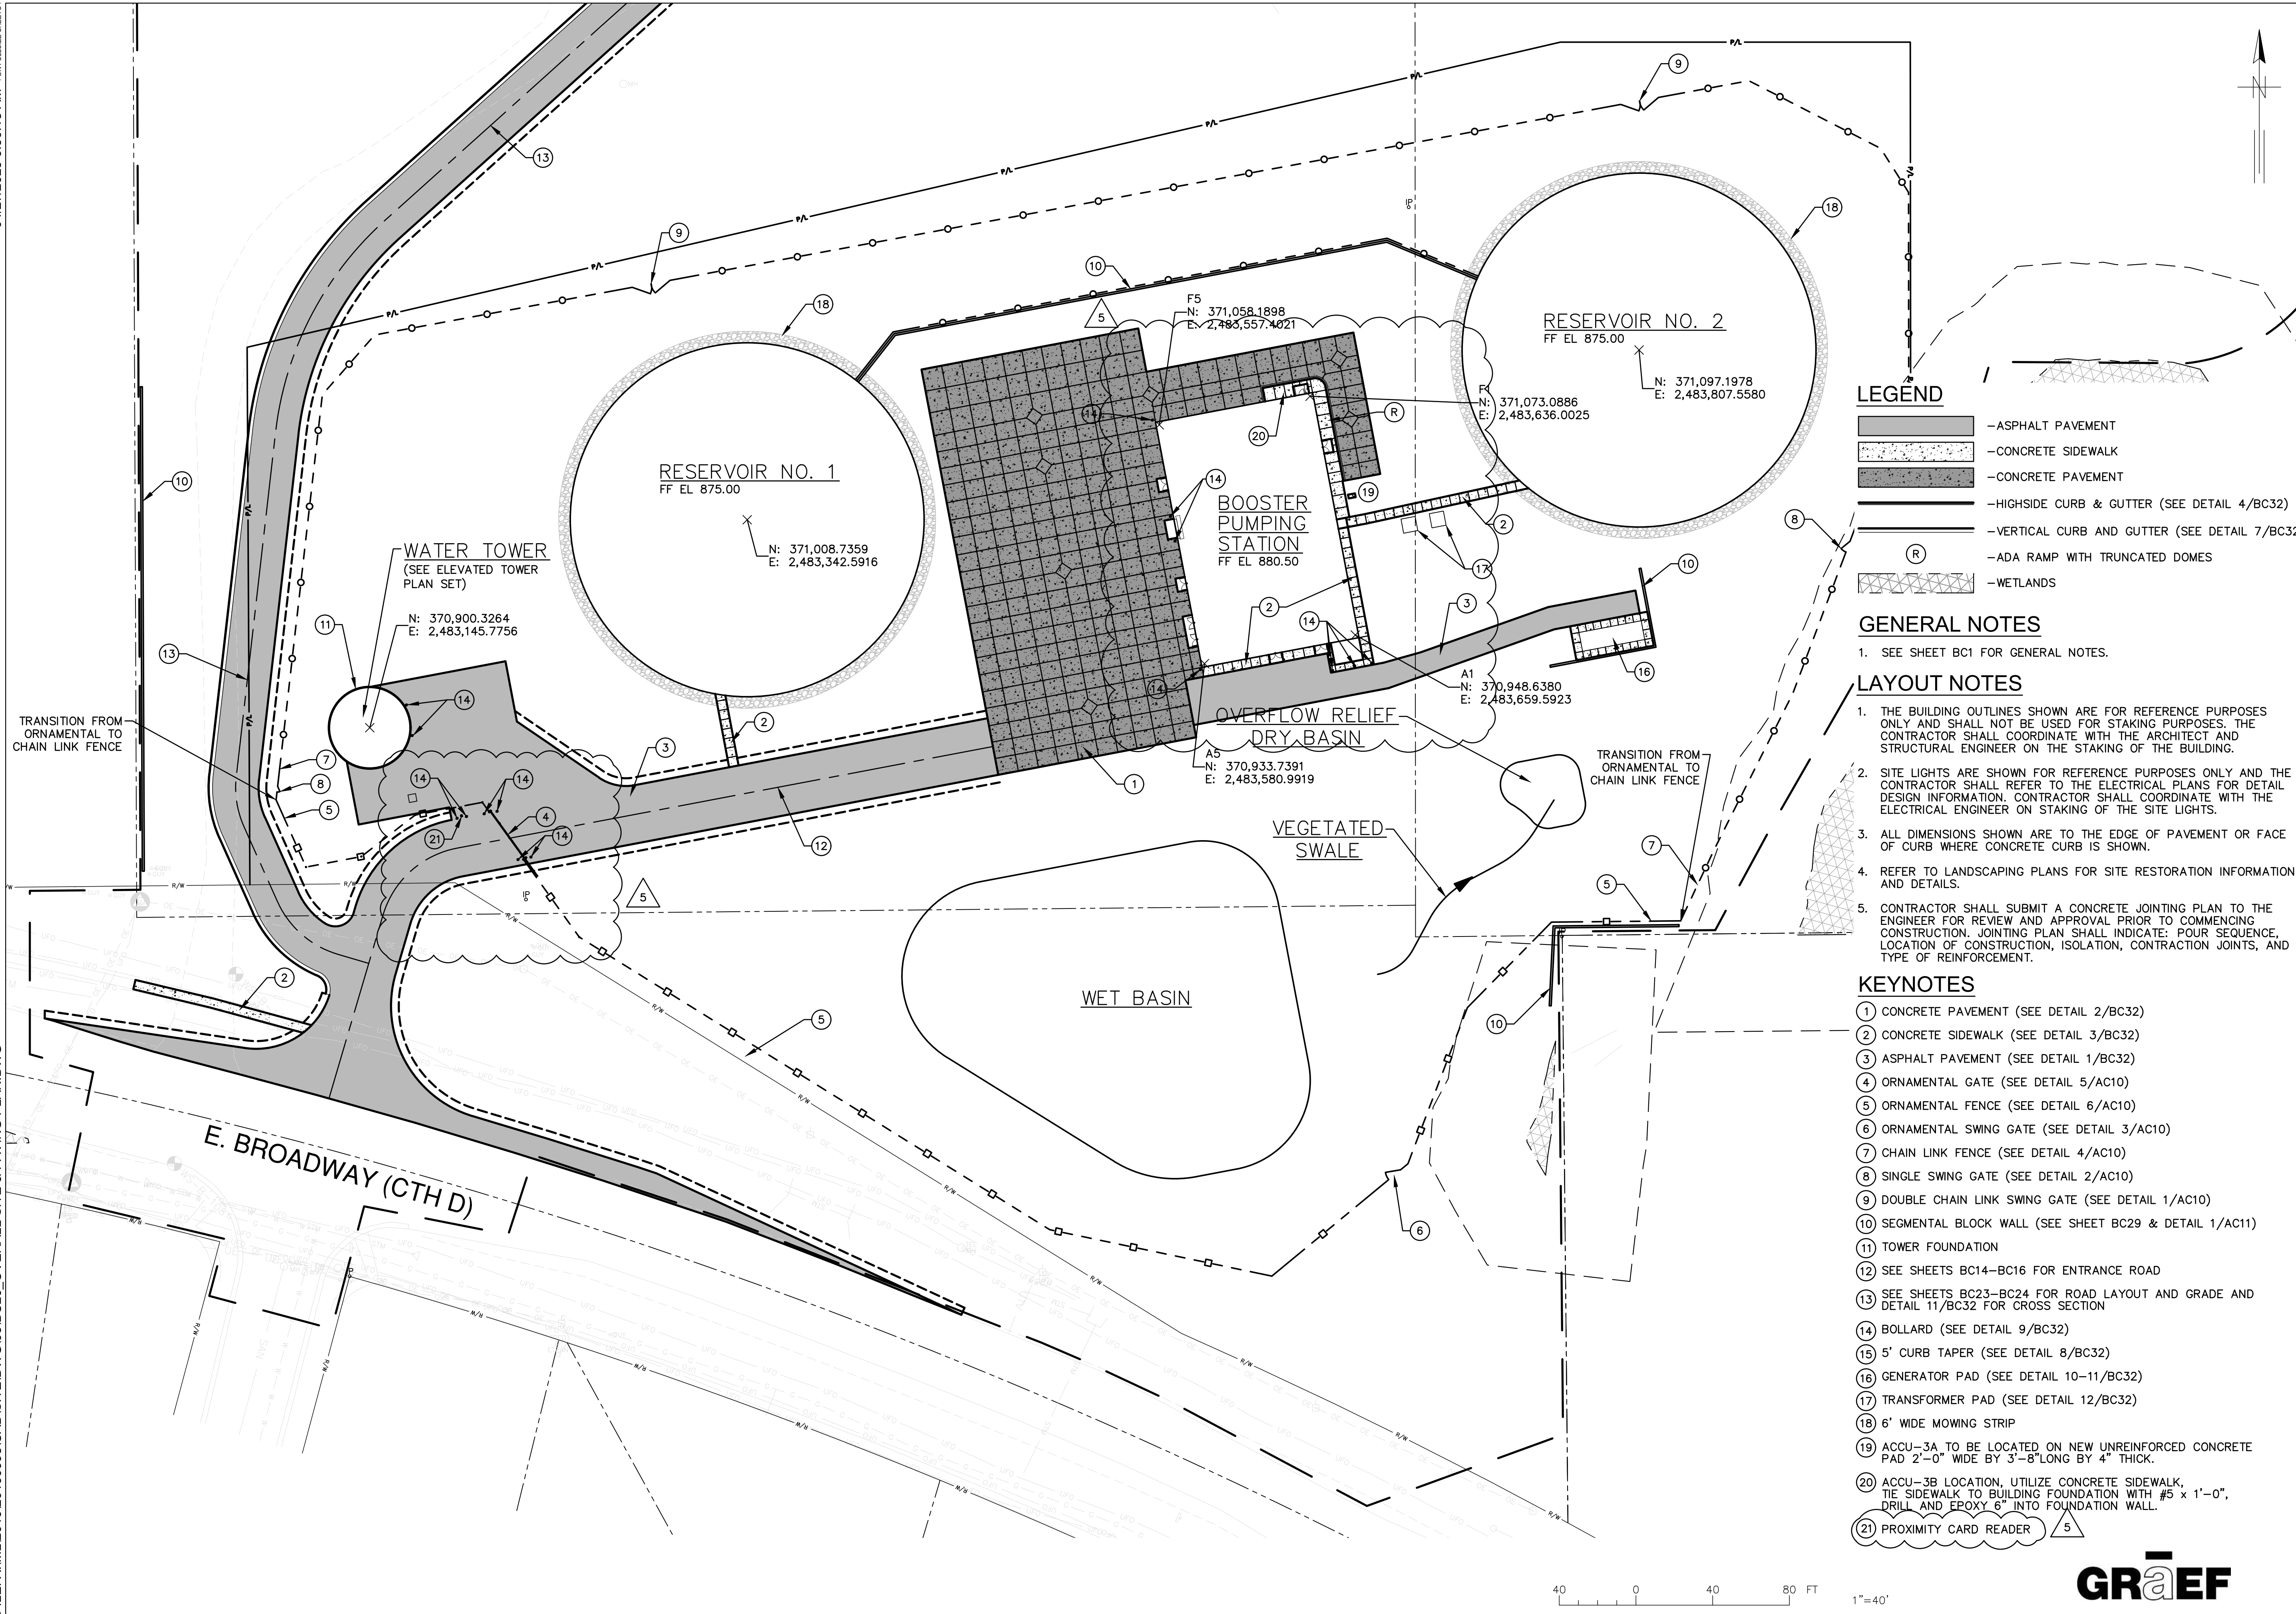 WATER TOWER
(SEE ELEVATED TOWER
PLAN SET)
N: 370,900.3264
E: 2,483,145.7756
RESERVOIR NO. 1
FF EL 875.00
N: 371,008.7359
E: 2,483,342.5916
F5
N: 371,058.1898
E: 2,483,557.4021
BOOSTER
PUMPING
STATION
FF EL 880.50
N: 371,073.0886
E: 2,483,636.0025
RESERVOIR NO. 2
FF EL 875.00
N: 371,097.1978
E: 2,483,807.5580
A1
N: 370,948.6380
E: 2,483,659.5923
A5
N: 370,933.7391
E: 2,483,580.9919
OVERFLOW RELIEF
DRY BASIN
VEGETATED
SWALE
WET BASIN
TRANSITION FROM
ORNAMENTAL TO
CHAIN LINK FENCE
TRANSITION FROM
ORNAMENTAL TO
CHAIN LINK FENCE
E. BROADWAY (CTH D)
N
LEGEND
-ASPHALT PAVEMENT
-CONCRETE SIDEWALK
-CONCRETE PAVEMENT
-HIGHSIDE CURB & GUTTER (SEE DETAIL 4/BC32)
-VERTICAL CURB AND GUTTER (SEE DETAIL 7/BC32
R -ADA RAMP WITH TRUNCATED DOMES
-WETLANDS
GENERAL NOTES
1. SEE SHEET BC1 FOR GENERAL NOTES.
LAYOUT NOTES
1. THE BUILDING OUTLINES SHOWN ARE FOR REFERENCE PURPOSES
ONLY AND SHALL NOT BE USED FOR STAKING PURPOSES. THE
CONTRACTOR SHALL COORDINATE WITH THE ARCHITECT AND
STRUCTURAL ENGINEER ON THE STAKING OF THE BUILDING.
2. SITE LIGHTS ARE SHOWN FOR REFERENCE PURPOSES ONLY AND THE
CONTRACTOR SHALL REFER TO THE ELECTRICAL PLANS FOR DETAIL
DESIGN INFORMATION. CONTRACTOR SHALL COORDINATE WITH THE
ELECTRICAL ENGINEER ON STAKING OF THE SITE LIGHTS.
3. ALL DIMENSIONS SHOWN ARE TO THE EDGE OF PAVEMENT OR FACE
OF CURB WHERE CONCRETE CURB IS SHOWN.
4. REFER TO LANDSCAPING PLANS FOR SITE RESTORATION INFORMATION
AND DETAILS.
5. CONTRACTOR SHALL SUBMIT A CONCRETE JOINTING PLAN TO THE
ENGINEER FOR REVIEW AND APPROVAL PRIOR TO COMMENCING
CONSTRUCTION. JOINTING PLAN SHALL INDICATE: POUR SEQUENCE,
LOCATION OF CONSTRUCTION, ISOLATION, CONTRACTION JOINTS, AND
TYPE OF REINFORCEMENT.
KEYNOTES
1 CONCRETE PAVEMENT (SEE DETAIL 2/BC32)
2 CONCRETE SIDEWALK (SEE DETAIL 3/BC32)
3 ASPHALT PAVEMENT (SEE DETAIL 1/BC32)
4 ORNAMENTAL GATE (SEE DETAIL 5/AC10)
5 ORNAMENTAL FENCE (SEE DETAIL 6/AC10)
6 ORNAMENTAL SWING GATE (SEE DETAIL 3/AC10)
7 CHAIN LINK FENCE (SEE DETAIL 4/AC10)
8 SINGLE SWING GATE (SEE DETAIL 2/AC10)
9 DOUBLE CHAIN LINK SWING GATE (SEE DETAIL 1/AC10)
10 SEGMENTAL BLOCK WALL (SEE SHEET BC29 & DETAIL 1/AC11)
11 TOWER FOUNDATION
12 SEE SHEETS BC14-BC16 FOR ENTRANCE ROAD
13 SEE SHEETS BC23-BC24 FOR ROAD LAYOUT AND GRADE AND
DETAIL 11/BC32 FOR CROSS SECTION
14 BOLLARD (SEE DETAIL 9/BC32)
15 5' CURB TAPER (SEE DETAIL 8/BC32)
16 GENERATOR PAD (SEE DETAIL 10-11/BC32)
17 TRANSFORMER PAD (SEE DETAIL 12/BC32)
18 6' WIDE MOWING STRIP
19 ACCU-3A TO BE LOCATED ON NEW UNREINFORCED CONCRETE
PAD 2'-0" WIDE BY 3'-8"LONG BY 4" THICK.
20 ACCU-3B LOCATION, UTILIZE CONCRETE SIDEWALK,
TIE SIDEWALK TO BUILDING FOUNDATION WITH #5 x 1'-0",
DRILL AND EPOXY 6" INTO FOUNDATION WALL.
21 PROXIMITY CARD READER 5
40 0 40 80 FT
1"=40'
GRAEF